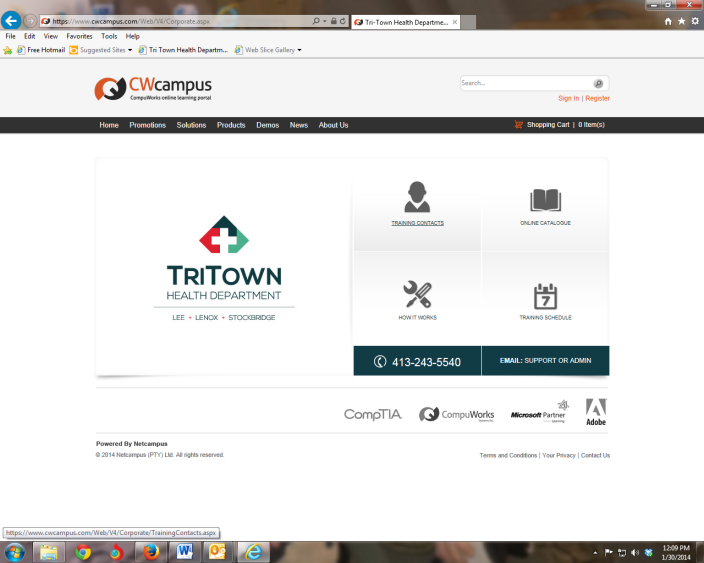 https://www.cwcampus.com/Web/V4/Corporate.aspx
Tri-Town Health Departme...
File Edit View Favorites Tools Help
Free Hotmail Suggested Sites Tri Town Health Departm... Web Slice Gallery
CWcampus
CompuWorks online learning portal
Search...
Sign In | Register
Home Promotions Solutions Products Demos News About Us
Shopping Cart | 0 Item(s)
TRAINING CONTACTS
ONLINE CATALOGUE
TRITOWN
HEALTH DEPARTMENT
LEE + LENOX + STOCKBRIDGE
HOW IT WORKS
7
TRAINING SCHEDULE
413-243-5540
EMAIL: SUPPORT OR ADMIN
CompTIA.
CompuWorks
Microsoft Partner
Learning
Adobe
Powered By Netcampus
© 2014 Netcampus (PTY) Ltd. All rights reserved.
Terms and Conditions | Your Privacy | Contact Us
https://www.cwcampus.com/Web/V4/Corporate/TrainingContacts.aspx
12:09 PM
1/30/2014